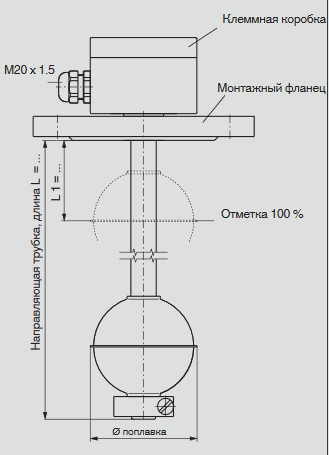 Клеммная коробка
M20 x 1.5
Монтажный фланец
Направляющая трубка, длина L = ...
L 1 = ...
Отметка 100 %
Ø поплавка